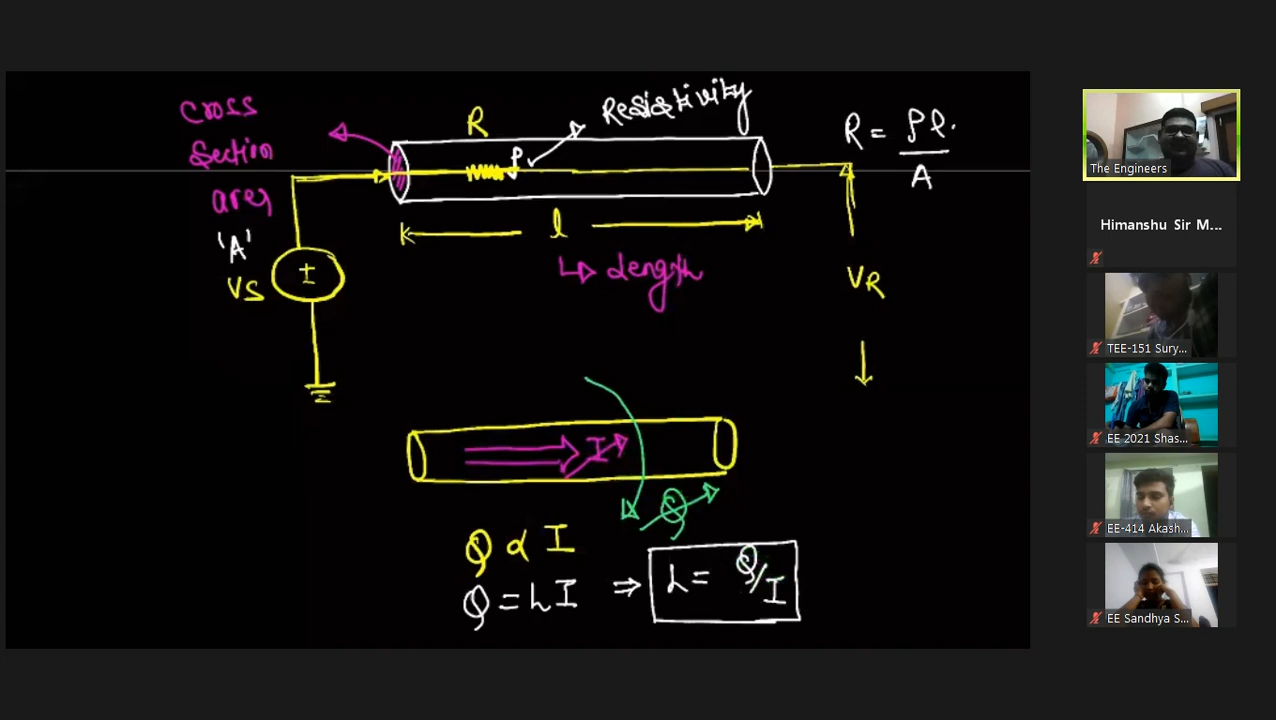 Cross
Section
area
'A'
R
ρ
Resistivity
R = ρl.
A
l
↳ Length
VS
±
VR
I
Φ
Φ ∝ I
Φ = LI ⇒ L = Φ/I
The Engineers
Himanshu Sir M...
TEE-151 Sury...
EE 2021 Shas...
EE-414 Akash...
EE Sandhya S...